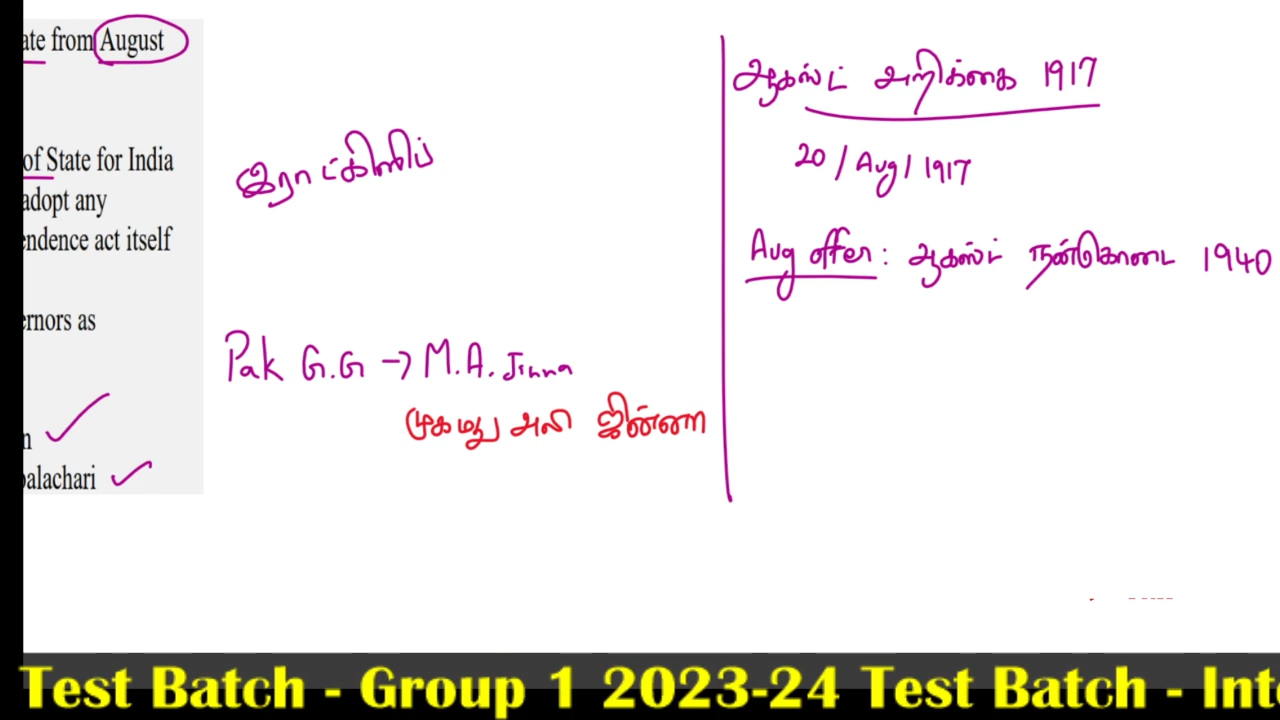 ate from August
of State for India
adopt any
endence act itself
ernors as
n
palachari
இராட்கிளிப்
Pak G.G → M.A. Jinna
முகமது அலி ஜின்னா
ஆகஸ்ட் அறிக்கை 1917
20/Aug/1917
Aug offer: ஆகஸ்ட் நன்கொடை 1940
Test Batch - Group 1 2023-24 Test Batch - Int